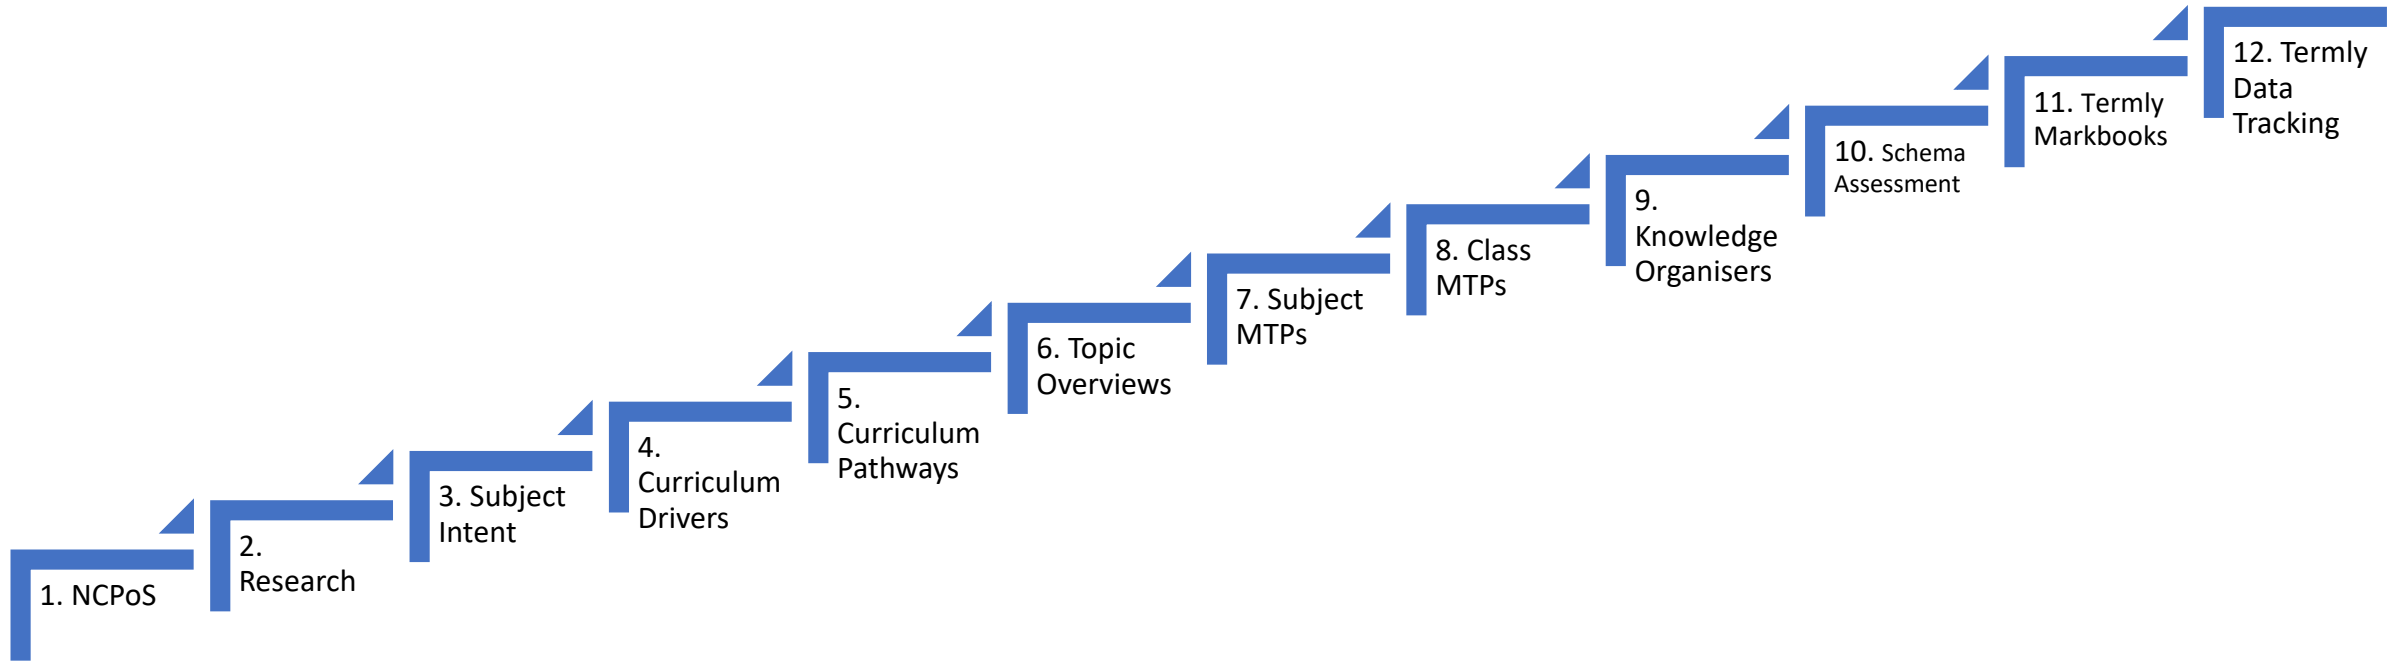 1. NCPoS
2.
Research
3. Subject
Intent
4.
Curriculum
Drivers
5.
Curriculum
Pathways
6. Topic
Overviews
7. Subject
MTPs
8. Class
MTPs
9.
Knowledge
Organisers
10. Schema
Assessment
11. Termly
Markbooks
12. Termly
Data
Tracking